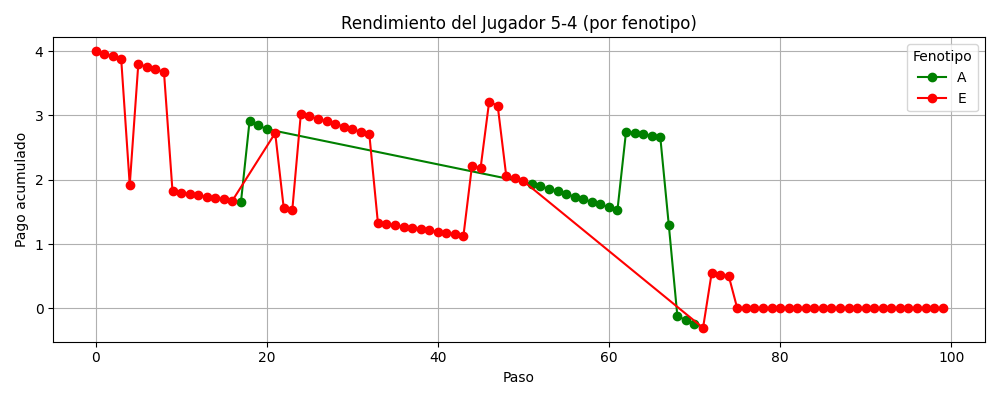 Rendimiento del Jugador 5-4 (por fenotipo)
Fenotipo
A
E
Pago acumulado
4
3
2
1
0
0 20 40 60 80 100
Paso